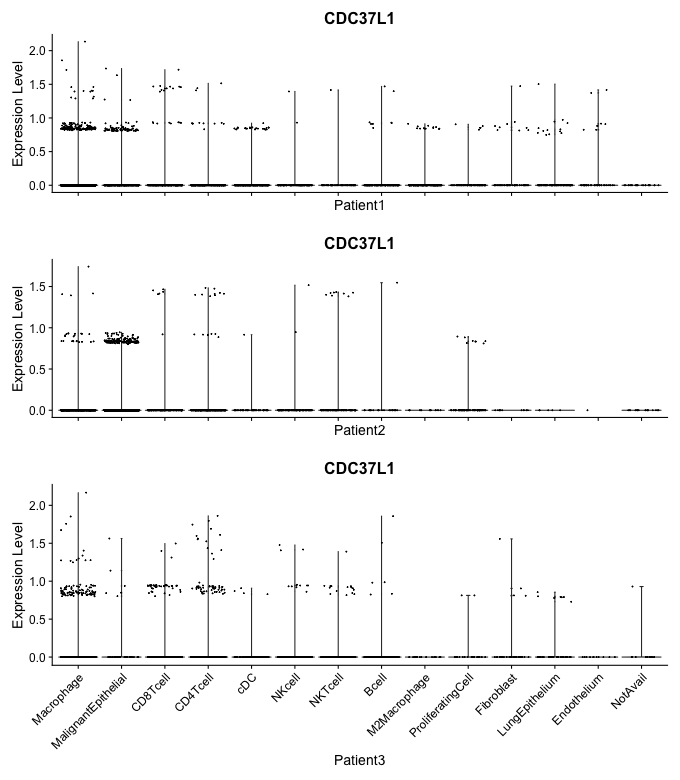 CDC37L1
Expression Level
2.0
1.5
1.0
0.5
0.0
Patient1
CDC37L1
Expression Level
1.5
1.0
0.5
0.0
Patient2
CDC37L1
Expression Level
2.0
1.5
1.0
0.5
0.0
Macrophage
MalignantEpithelial
CD8Tcell
CD4Tcell
cDC
NKcell
NKTcell
Bcell
M2Macrophage
ProliferatingCell
Fibroblast
LungEpithelium
Endothelium
NotAvail
Patient3